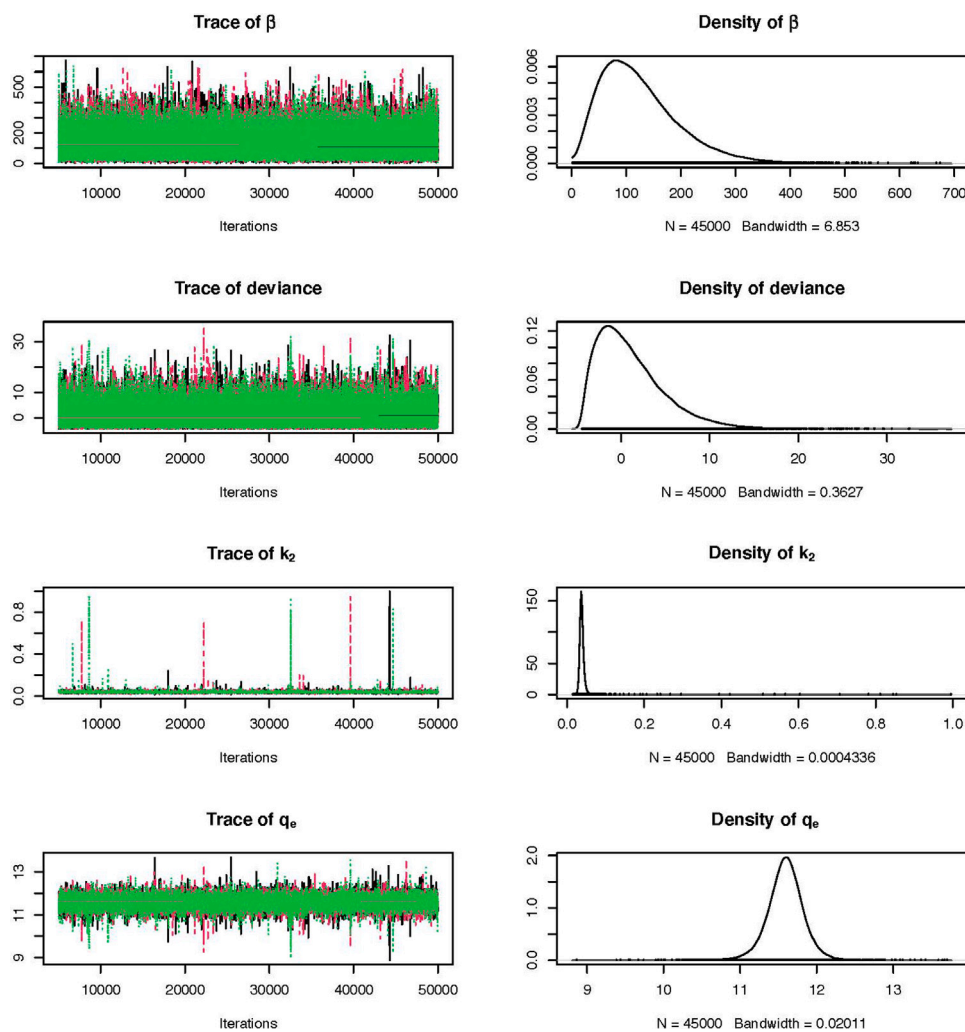 Trace of β
0 200 500
10000 20000 30000 40000 50000
Iterations
Density of β
0.000 0.003 0.006
0 100 200 300 400 500 600 700
N = 45000 Bandwidth = 6.853
Trace of deviance
0 10 30
10000 20000 30000 40000 50000
Iterations
Density of deviance
0.00 0.06 0.12
0 10 20 30
N = 45000 Bandwidth = 0.3627
Trace of k₂
0.0 0.4 0.8
10000 20000 30000 40000 50000
Iterations
Density of k₂
0 50 150
0.0 0.2 0.4 0.6 0.8 1.0
N = 45000 Bandwidth = 0.0004336
Trace of qₑ
9 11 13
10000 20000 30000 40000 50000
Iterations
Density of qₑ
0.0 1.0 2.0
9 10 11 12 13
N = 45000 Bandwidth = 0.02011